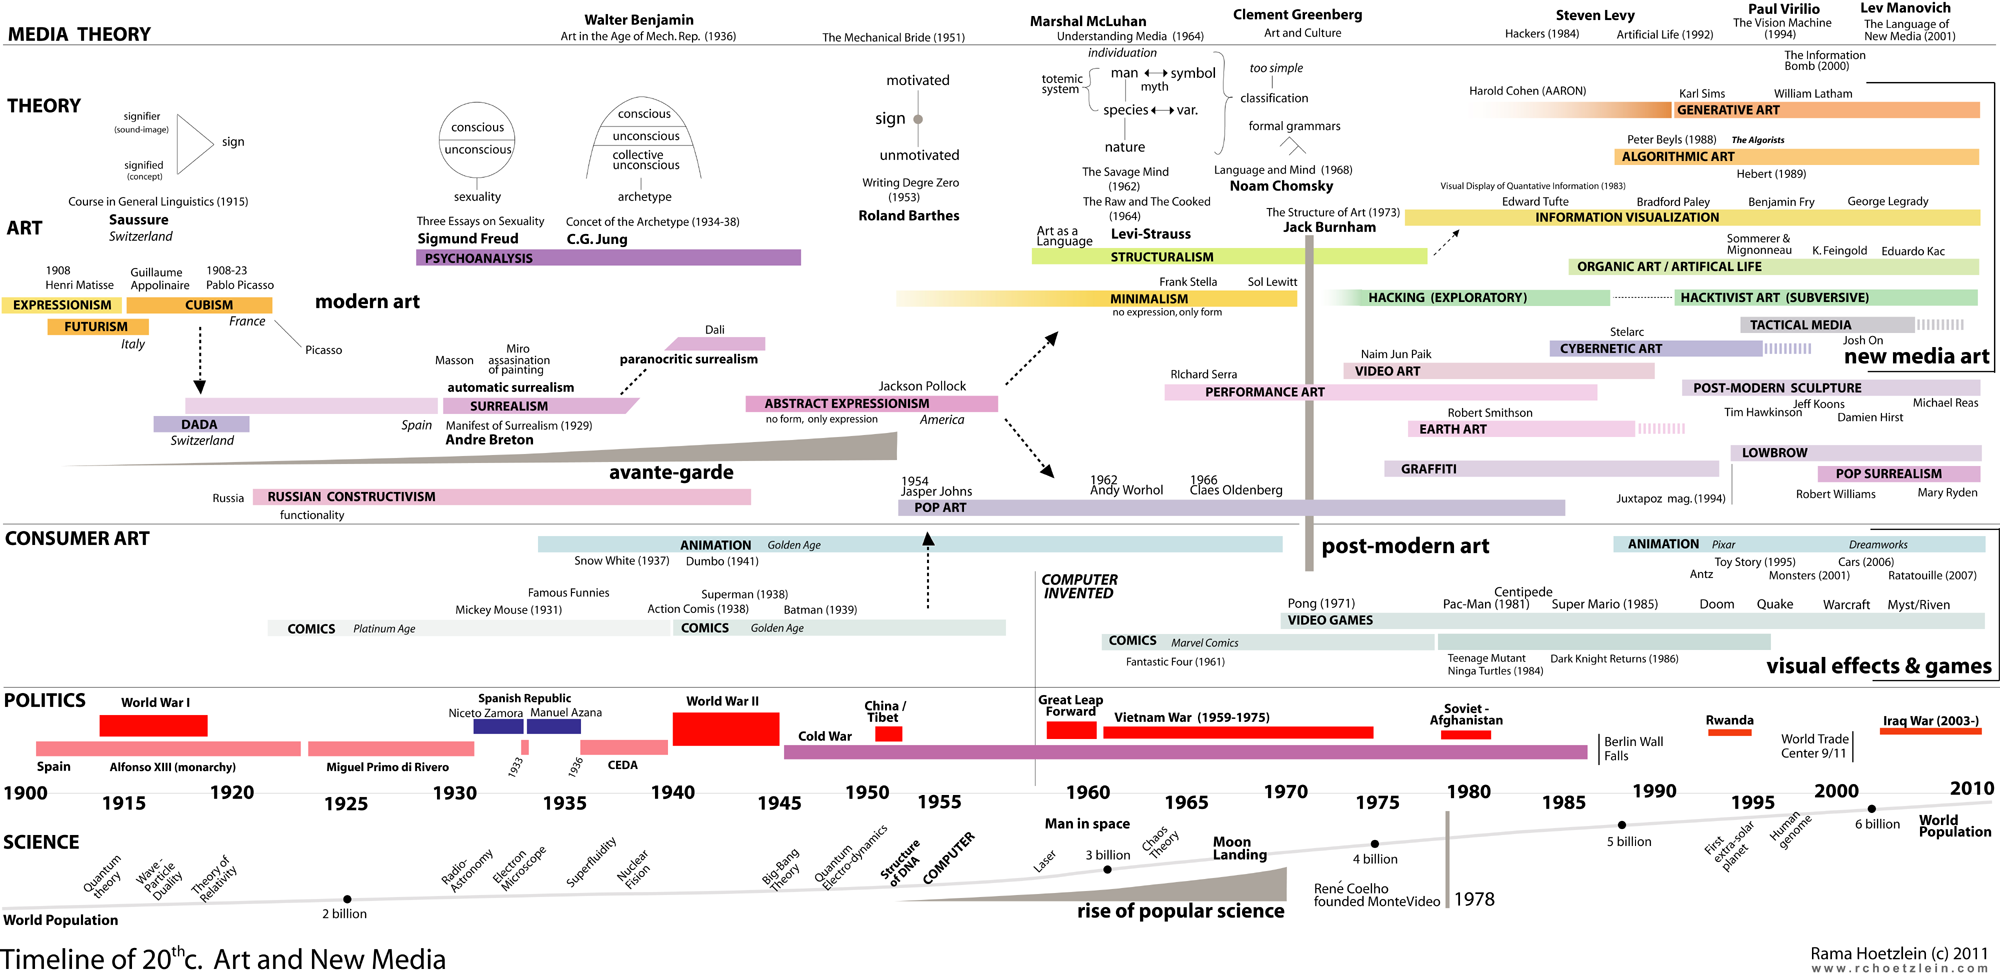 MEDIA THEORY
Walter Benjamin
Art in the Age of Mech. Rep. (1936)
The Mechanical Bride (1951)
Marshal McLuhan
Understanding Media (1964)
Clement Greenberg
Art and Culture
Steven Levy
Hackers (1984)
Artificial Life (1992)
Paul Virilio
The Vision Machine
(1994)
Lev Manovich
The Language of
New Media (2001)
The Information
Bomb (2000)
THEORY
signifier
(sound-image)
sign
signified
(concept)
Course in General Linguistics (1915)
Saussure
Switzerland
conscious
unconscious
sexuality
Three Essays on Sexuality
Sigmund Freud
conscious
unconscious
collective
unconscious
archetype
Concet of the Archetype (1934-38)
C.G. Jung
PSYCHOANALYSIS
motivated
sign
unmotivated
Writing Degre Zero
(1953)
Roland Barthes
individuation
totemic
system
man
symbol
myth
species
var.
nature
The Savage Mind
(1962)
The Raw and The Cooked
(1964)
Levi-Strauss
Art as a
Language
STRUCTURALISM
too simple
classification
formal grammars
Language and Mind (1968)
Noam Chomsky
The Structure of Art (1973)
Jack Burnham
Harold Cohen (AARON)
Karl Sims
William Latham
GENERATIVE ART
Peter Beyls (1988)
The Algorists
ALGORITHMIC ART
Hebert (1989)
Visual Display of Quantative Information (1983)
Edward Tufte
Bradford Paley
Benjamin Fry
George Legrady
INFORMATION VISUALIZATION
Sommerer &
Mignonneau
K. Feingold
Eduardo Kac
ORGANIC ART / ARTIFICAL LIFE
HACKING (EXPLORATORY)
HACKTIVIST ART (SUBVERSIVE)
TACTICAL MEDIA
Josh On
Stelarc
CYBERNETIC ART
new media art
ART
1908
Henri Matisse
Guillaume
Appolinaire
1908-23
Pablo Picasso
EXPRESSIONISM
CUBISM
France
FUTURISM
Italy
Picasso
modern art
Frank Stella
Sol Lewitt
MINIMALISM
no expression, only form
Dali
paranocritic surrealism
Masson
Miro
assasination
of painting
automatic surrealism
SURREALISM
Manifest of Surrealism (1929)
Andre Breton
Spain
DADA
Switzerland
Jackson Pollock
ABSTRACT EXPRESSIONISM
no form, only expression
America
Naim Jun Paik
VIDEO ART
RIchard Serra
PERFORMANCE ART
POST-MODERN SCULPTURE
Jeff Koons
Michael Reas
Tim Hawkinson
Damien Hirst
Robert Smithson
EARTH ART
avante-garde
GRAFFITI
LOWBROW
POP SURREALISM
Juxtapoz mag. (1994)
Robert Williams
Mary Ryden
Russia
RUSSIAN CONSTRUCTIVISM
functionality
1954
Jasper Johns
1962
Andy Worhol
1966
Claes Oldenberg
POP ART
CONSUMER ART
ANIMATION
Golden Age
Snow White (1937)
Dumbo (1941)
post-modern art
ANIMATION
Pixar
Dreamworks
Toy Story (1995)
Cars (2006)
Antz
Monsters (2001)
Ratatouille (2007)
COMPUTER
INVENTED
Famous Funnies
Mickey Mouse (1931)
Superman (1938)
Action Comis (1938)
Batman (1939)
COMICS
Platinum Age
COMICS
Golden Age
Pong (1971)
Pac-Man (1981)
Centipede
Super Mario (1985)
Doom
Quake
Warcraft
Myst/Riven
VIDEO GAMES
COMICS
Marvel Comics
Fantastic Four (1961)
Teenage Mutant
Ninga Turtles (1984)
Dark Knight Returns (1986)
visual effects & games
POLITICS
World War I
Spanish Republic
Niceto Zamora
Manuel Azana
World War II
China /
Tibet
Great Leap
Forward
Vietnam War (1959-1975)
Soviet -
Afghanistan
Rwanda
Iraq War (2003-)
Cold War
Berlin Wall
Falls
World Trade
Center 9/11
Spain
Alfonso XIII (monarchy)
Miguel Primo di Rivero
1933
1936
CEDA
1900
1915
1920
1925
1930
1935
1940
1945
1950
1955
1960
1965
1970
1975
1980
1985
1990
1995
2000
2010
SCIENCE
Quantum
theory
Wave -
Particle
Duality
Theory of
Relativity
Radio-
Astronomy
Electron
Microscope
Superfluidity
Nuclear
Fision
Big-Bang
Theory
Quantum
Electro-dynamics
Structure
of DNA
COMPUTER
Man in space
Laser
Chaos
Theory
Moon
Landing
First
extra-solar
planet
Human
genome
World Population
2 billion
3 billion
4 billion
5 billion
6 billion
World
Population
rise of popular science
René Coelho
founded MonteVideo
1978
Timeline of 20thc. Art and New Media
Rama Hoetzlein (c) 2011
www.rchoetzlein.com